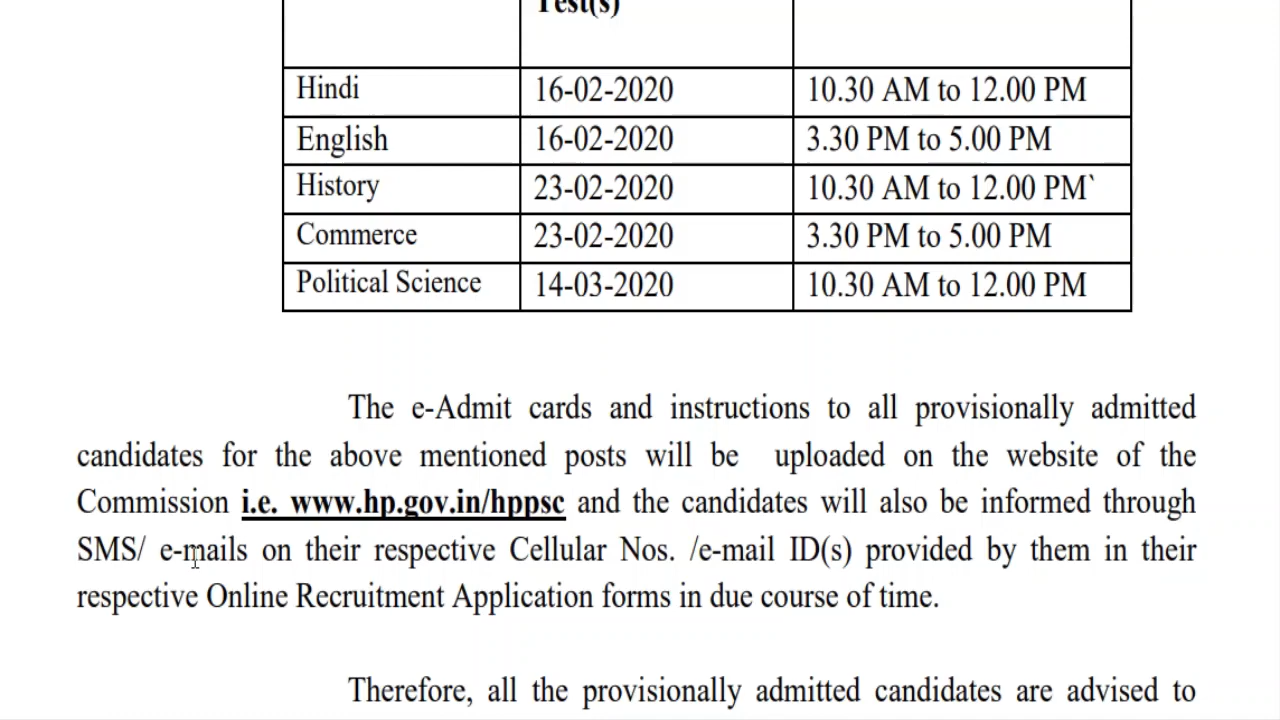 Test(s)
Hindi 16-02-2020 10.30 AM to 12.00 PM
English 16-02-2020 3.30 PM to 5.00 PM
History 23-02-2020 10.30 AM to 12.00 PM`
Commerce 23-02-2020 3.30 PM to 5.00 PM
Political Science 14-03-2020 10.30 AM to 12.00 PM
The e-Admit cards and instructions to all provisionally admitted
candidates for the above mentioned posts will be uploaded on the website of the
Commission i.e. www.hp.gov.in/hppsc and the candidates will also be informed through
SMS/ e-mails on their respective Cellular Nos. /e-mail ID(s) provided by them in their
respective Online Recruitment Application forms in due course of time.
Therefore, all the provisionally admitted candidates are advised to